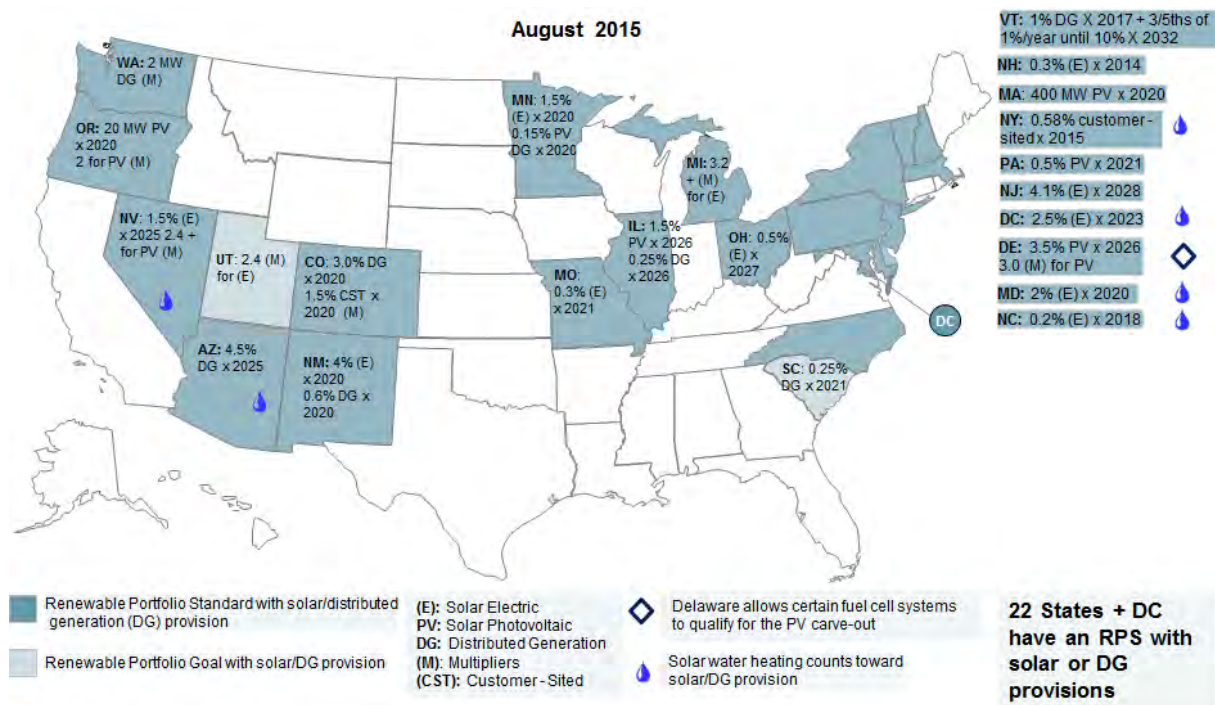 August 2015
WA: 2 MW
DG (M)
OR: 20 MW PV
x 2020
2 for PV (M)
NV: 1.5% (E)
x 2025 2.4 +
for PV (M)
UT: 2.4 (M)
for (E)
CO: 3.0% DG
x 2020
1.5% CST x
2020 (M)
AZ: 4.5%
DG x 2025
NM: 4% (E)
x 2020
0.6% DG x
2020
MN: 1.5%
(E) x 2020
0.15% PV
DG x 2020
MO:
0.3% (E)
x 2021
IL: 1.5%
PV x 2026
0.25% DG
x 2026
MI: 3.2
+ (M)
for (E)
OH: 0.5%
(E) x
2027
SC: 0.25%
DG x 2021
DC
VT: 1% DG X 2017 + 3/5ths of
1%/year until 10% X 2032
NH: 0.3% (E) x 2014
MA: 400 MW PV x 2020
NY: 0.58% customer-
sited x 2015
PA: 0.5% PV x 2021
NJ: 4.1% (E) x 2028
DC: 2.5% (E) x 2023
DE: 3.5% PV x 2026
3.0 (M) for PV
MD: 2% (E) x 2020
NC: 0.2% (E) x 2018
Renewable Portfolio Standard with solar/distributed
generation (DG) provision
Renewable Portfolio Goal with solar/DG provision
(E): Solar Electric
PV: Solar Photovoltaic
DG: Distributed Generation
(M): Multipliers
(CST): Customer-Sited
Delaware allows certain fuel cell systems
to qualify for the PV carve-out
Solar water heating counts toward
solar/DG provision
22 States + DC
have an RPS with
solar or DG
provisions